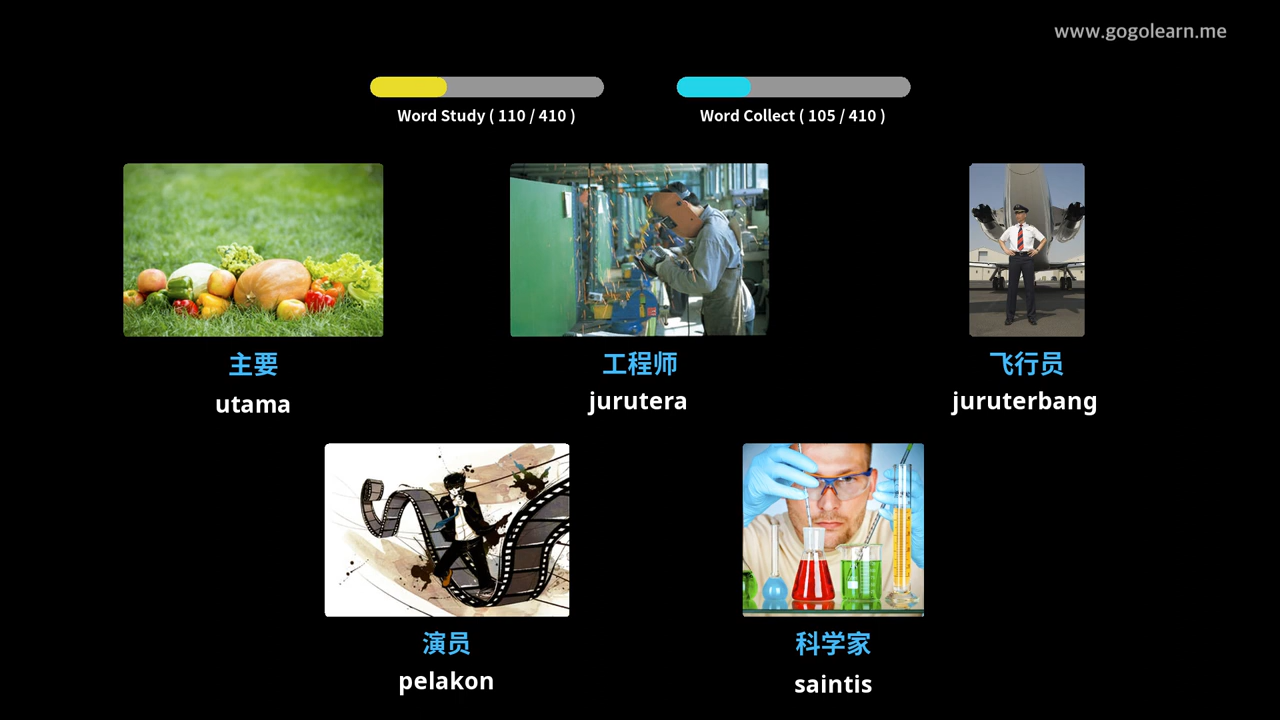 www.gogolearn.me
Word Study ( 110 / 410 )
Word Collect ( 105 / 410 )
主要
utama
工程师
jurutera
飞行员
juruterbang
演员
pelakon
科学家
saintis